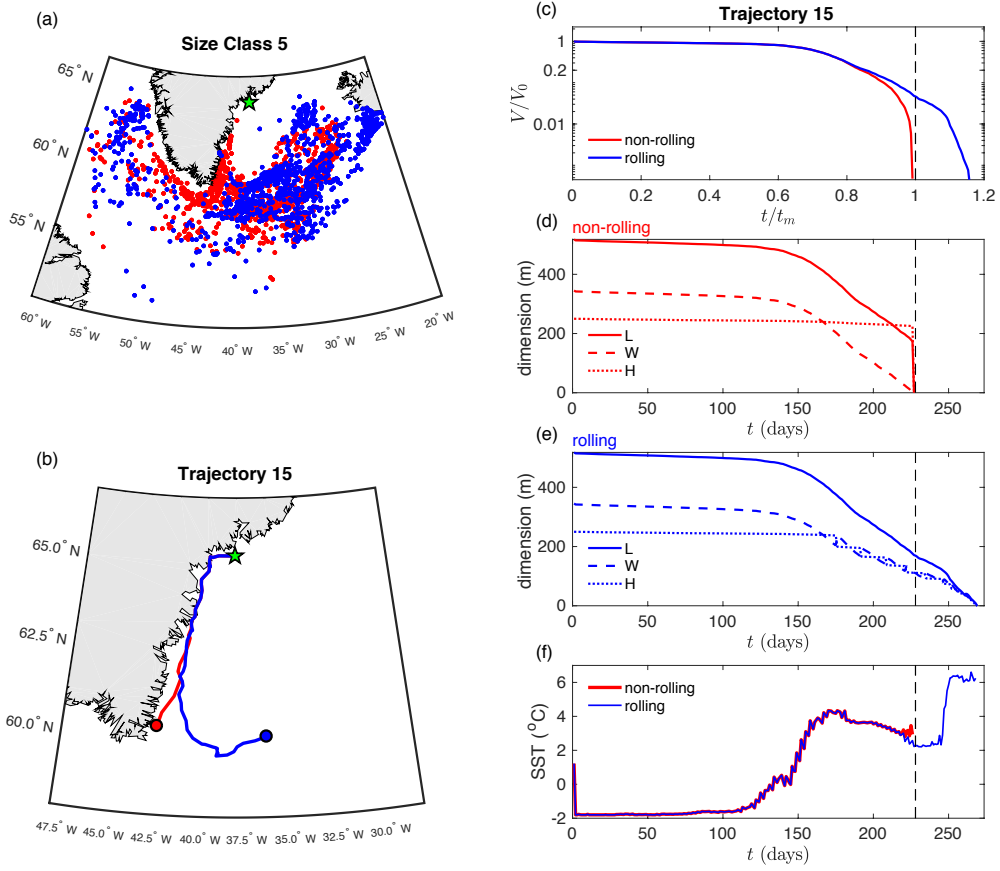 (a)
Size Class 5
65° N
60° N
55° N
60° W
55° W
50° W
45° W
40° W
35° W
30° W
25° W
20° W
(b)
Trajectory 15
65.0° N
62.5° N
60.0° N
47.5° W
45.0° W
42.5° W
40.0° W
37.5° W
35.0° W
32.5° W
30.0° W
(c)
Trajectory 15
1
0.2
0.01
V/V₀
non-rolling
rolling
0 0.2 0.4 0.6 0.8 1 1.2
t/tₘ
(d)
non-rolling
400
200
0
dimension (m)
L
W
H
0 50 100 150 200 250
t (days)
(e)
rolling
400
200
0
dimension (m)
L
W
H
0 50 100 150 200 250
t (days)
(f)
6
4
2
0
-2
SST (°C)
non-rolling
rolling
0 50 100 150 200 250
t (days)